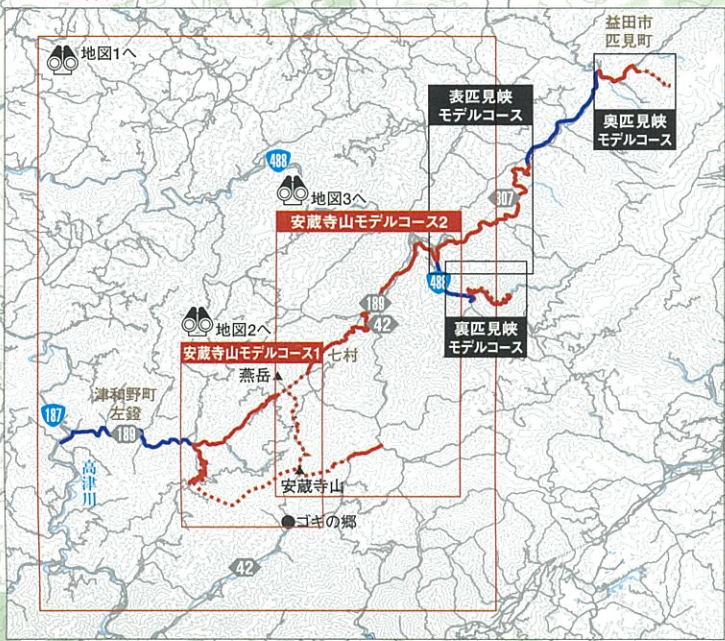 益田市
匹見町
地図1へ
表匹見峡
モデルコース
奥匹見峡
モデルコース
488
地図3へ
307
安蔵寺山モデルコース2
488
189
42
裏匹見峡
モデルコース
地図2へ
安蔵寺山モデルコース1
七村
燕岳
津和野町
左鐙
187
189
高津川
安蔵寺山
ゴギの郷
42